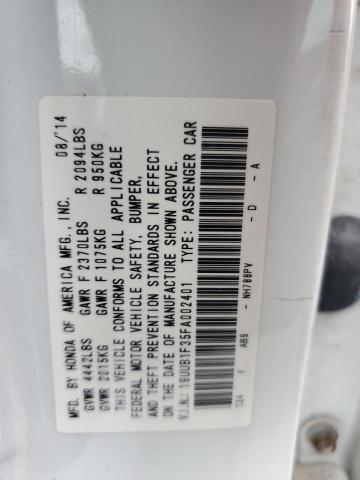 MFD. BY HONDA OF AMERICA MFG., INC. 08/'14
GVWR 4442LBS GAWR F 2370LBS R 2094LBS
GVWR 2015KG GAWR F 1075KG R 950KG
THIS VEHICLE CONFORMS TO ALL APPLICABLE
FEDERAL MOTOR VEHICLE SAFETY, BUMPER,
AND THEFT PREVENTION STANDARDS IN EFFECT
ON THE DATE OF MANUFACTURE SHOWN ABOVE.
V.I.N.: 19UUB1F35FA002401 TYPE: PASSENGER CAR
124 F AB9 - NH788PV - D - A